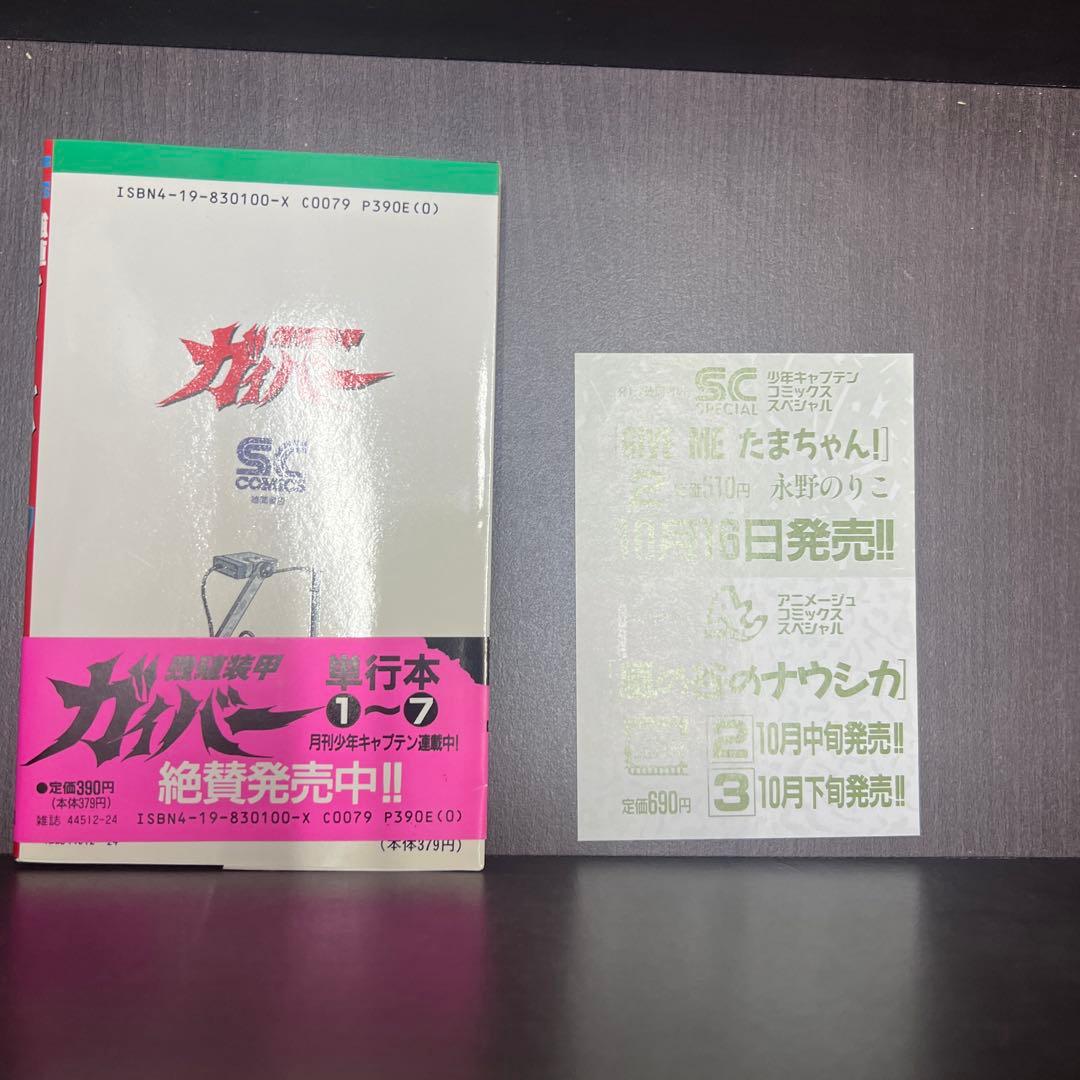 ISBN4-19-830100-X C0079 P390E(0)
ガイバー
SC
COMICS
強殖装甲
ガイバー
単行本
1〜7
月刊少年キャプテン連載中!
絶賛発売中!!
●定価390円
(本体379円)
雑誌 44512-24
ISBN4-19-830100-X C0079 P390E(0)
(本体379円)
SC
SPECIAL
少年キャプテン
コミックス
スペシャル
[GIVE ME たまちゃん!]
2
定価510円
永野のりこ
10月16日発売!!
アニメージュ
コミックス
スペシャル
[風の谷のナウシカ]
2 10月中旬発売!!
3 10月下旬発売!!
定価690円